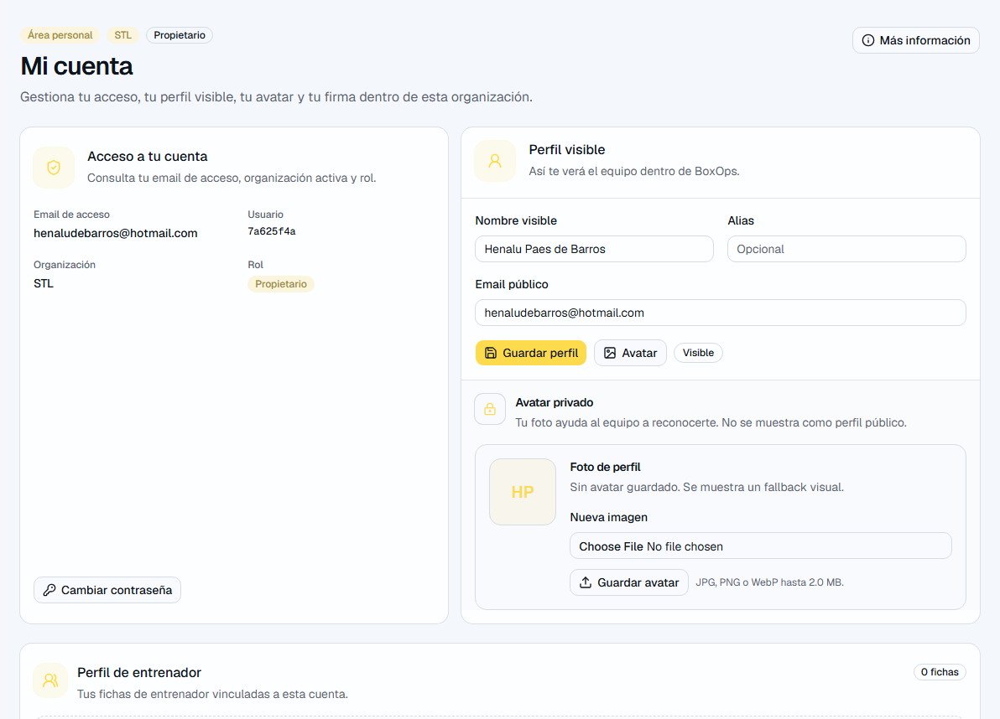 Área personal STL Propietario
Más información
Mi cuenta
Gestiona tu acceso, tu perfil visible, tu avatar y tu firma dentro de esta organización.
Acceso a tu cuenta
Consulta tu email de acceso, organización activa y rol.
Email de acceso
henaludebarros@hotmail.com
Usuario
7a625f4a
Organización
STL
Rol
Propietario
Cambiar contraseña
Perfil visible
Así te verá el equipo dentro de BoxOps.
Nombre visible
Henalu Paes de Barros
Alias
Opcional
Email público
henaludebarros@hotmail.com
Guardar perfil Avatar Visible
Avatar privado
Tu foto ayuda al equipo a reconocerte. No se muestra como perfil público.
HP
Foto de perfil
Sin avatar guardado. Se muestra un fallback visual.
Nueva imagen
Choose File No file chosen
Guardar avatar JPG, PNG o WebP hasta 2.0 MB.
Perfil de entrenador
0 fichas
Tus fichas de entrenador vinculadas a esta cuenta.